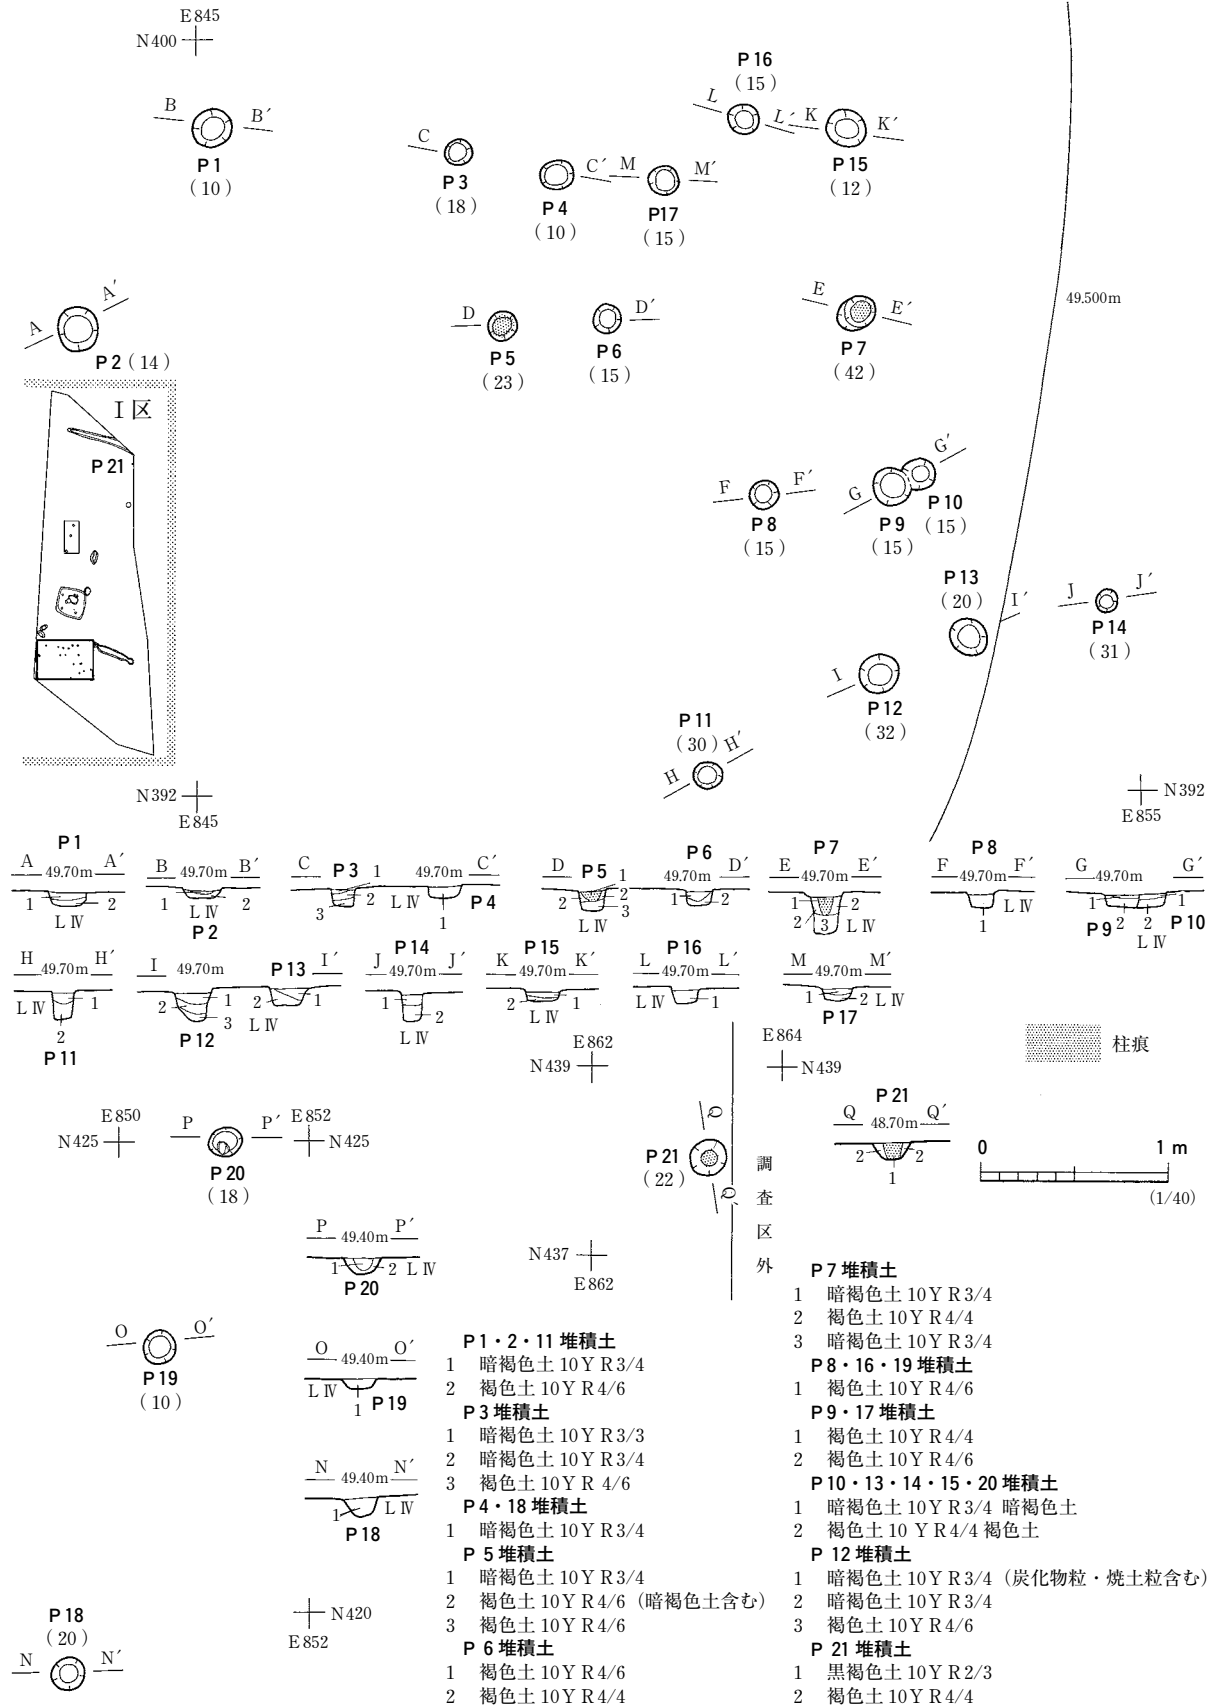 E845
N400
P16
(15)
L
L′
K
K′
P15
(12)
B
B′
P1
(10)
C
P3
(18)
C′
P4
(10)
M
M′
P17
(15)
A
A′
P2(14)
D
P5
(23)
D′
P6
(15)
E
E′
P7
(42)
49.500m
Ⅰ区
P21
F
F′
P8
(15)
G
G′
P9
(15)
P10
(15)
P13
(20)
I′
J
J′
P14
(31)
I
P12
(32)
P11
(30)
H
H′
N392
E845
N392
E855
P1
A 49.70m A′
1 2
LⅣ
B 49.70m B′
1 LⅣ 2
P2
C P3 1 49.70m C′
3 2 LⅣ 1 P4
D P5 1 P6 49.70m D′
2 2 3 1 2
LⅣ
P7
E 49.70m E′
1 2 3 LⅣ
P8
F 49.70m F′
1 LⅣ
G 49.70m G′
1 1
P9 2 2 P10
LⅣ
H 49.70m H′
LⅣ 1
2
P11
I 49.70m P13 I′
2 1 3 2 1
P12 LⅣ
P14
J 49.70m J′
1 2
LⅣ
P15
K 49.70m K′
2 1
LⅣ
P16
L 49.70m L′
LⅣ 1
M 49.70m M′
1 2 LⅣ
P17
柱痕
E862
N439
E864
N439
Q
P21
(22)
Q′
調査区外
N437
E862
P21
Q 48.70m Q′
2 2
1
0 1m
(1/40)
E850
N425
P P′
E852
N425
P20
(18)
P 49.40m P′
1 2 LⅣ
P20
O O′
P19
(10)
O 49.40m O′
LⅣ 1 P19
N 49.40m N′
1 LⅣ
P18
N420
E852
P18
(20)
N N′
P1・2・11 堆積土
1 暗褐色土 10YR3/4
2 褐色土 10YR4/6
P3 堆積土
1 暗褐色土 10YR3/3
2 暗褐色土 10YR3/4
3 褐色土 10YR 4/6
P4・18 堆積土
1 暗褐色土 10YR3/4
P 5 堆積土
1 暗褐色土 10YR3/4
2 褐色土 10YR4/6(暗褐色土含む)
3 褐色土 10YR4/6
P 6 堆積土
1 褐色土 10YR4/6
2 褐色土 10YR4/4
P7 堆積土
1 暗褐色土 10YR3/4
2 褐色土 10YR4/4
3 暗褐色土 10YR3/4
P8・16・19 堆積土
1 褐色土 10YR4/6
P9・17 堆積土
1 褐色土 10YR4/4
2 褐色土 10YR4/6
P10・13・14・15・20 堆積土
1 暗褐色土 10YR3/4 暗褐色土
2 褐色土 10 YR4/4 褐色土
P 12 堆積土
1 暗褐色土 10YR3/4(炭化物粒・焼土粒含む)
2 暗褐色土 10YR3/4
3 褐色土 10YR4/6
P 21 堆積土
1 黒褐色土 10YR2/3
2 褐色土 10YR4/4